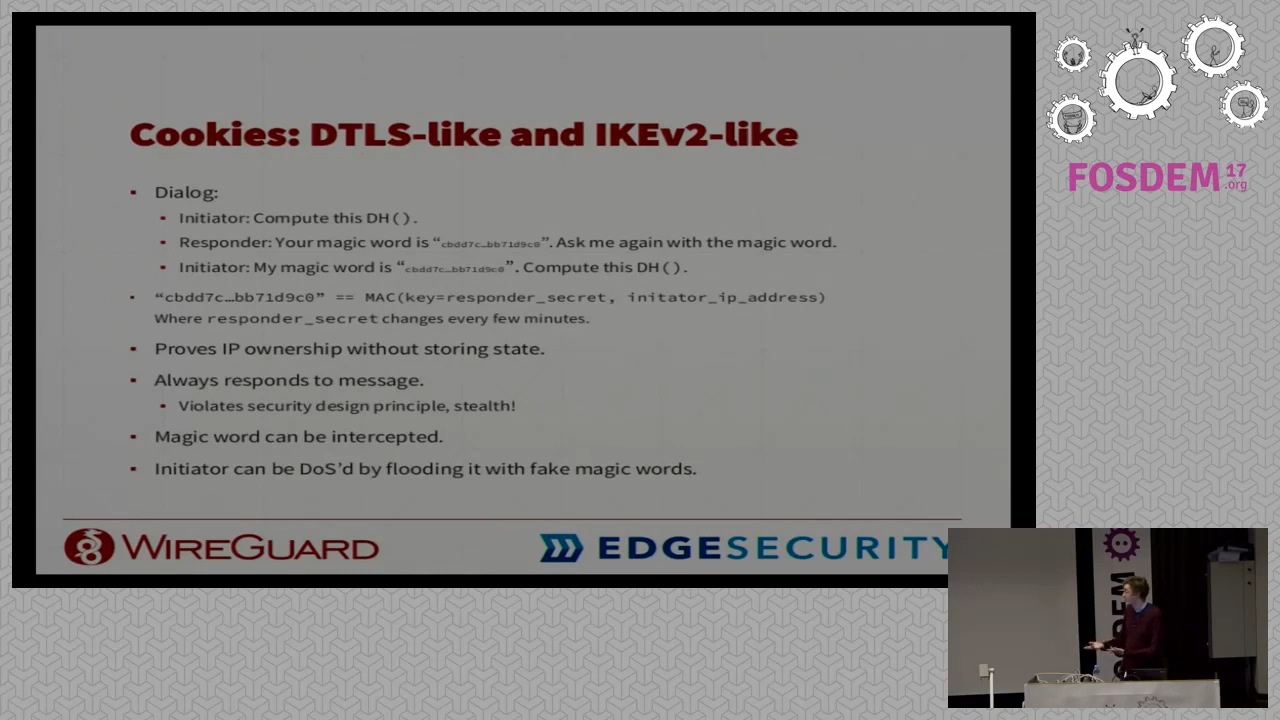 Cookies: DTLS-like and IKEv2-like
▪ Dialog:
▪ Initiator: Compute this DH().
▪ Responder: Your magic word is “cbdd7c…bb71d9c0”. Ask me again with the magic word.
▪ Initiator: My magic word is “cbdd7c…bb71d9c0”. Compute this DH().
▪ “cbdd7c…bb71d9c0” == MAC(key=responder_secret, initator_ip_address)
Where responder_secret changes every few minutes.
▪ Proves IP ownership without storing state.
▪ Always responds to message.
▪ Violates security design principle, stealth!
▪ Magic word can be intercepted.
▪ Initiator can be DoS’d by flooding it with fake magic words.
WIREGUARD
EDGESECURITY
FOSDEM 17
.org